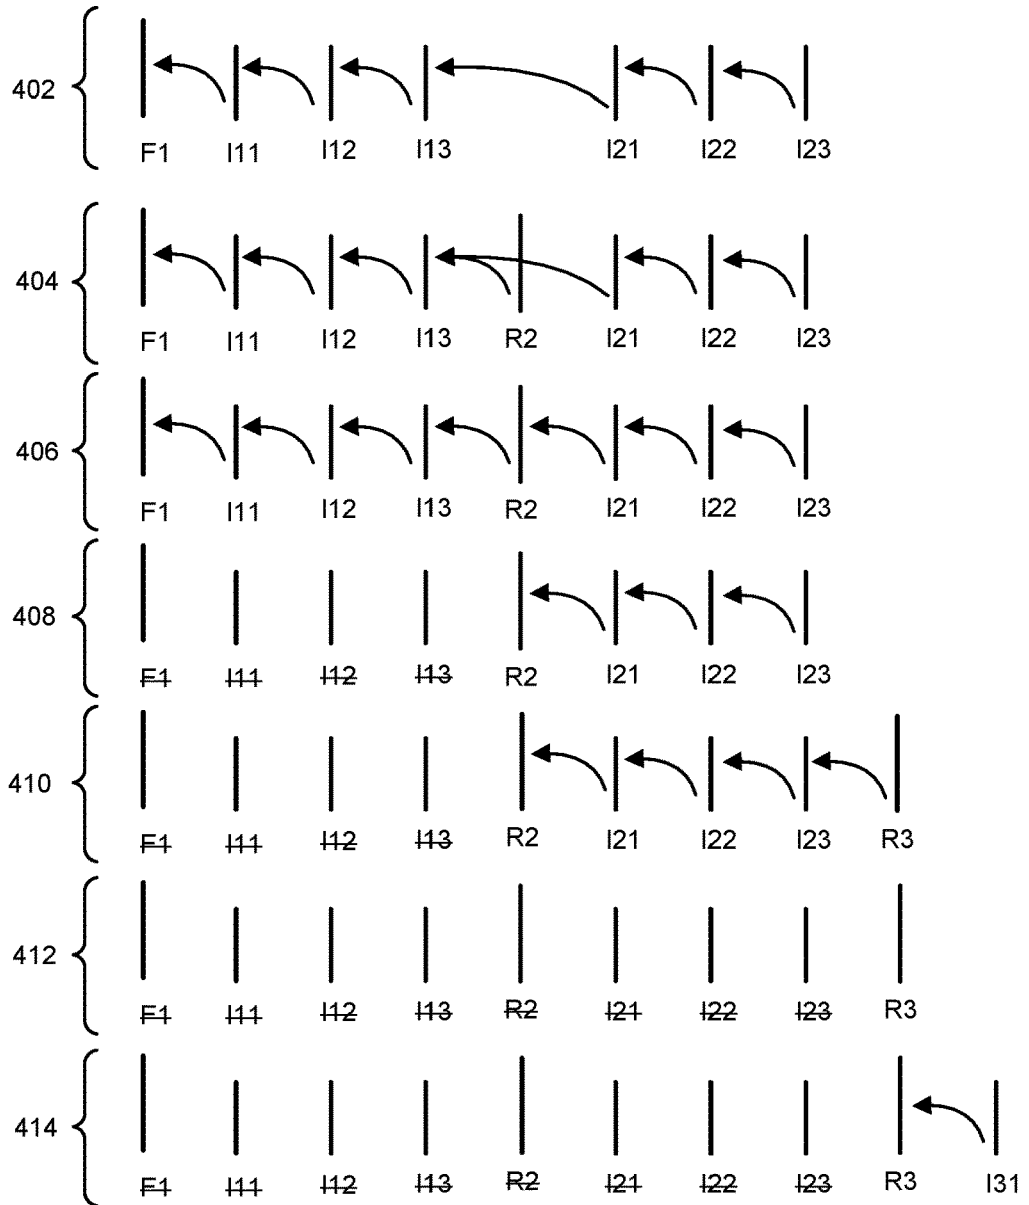 402
F1 I11 I12 I13 I21 I22 I23
404
F1 I11 I12 I13 R2 I21 I22 I23
406
F1 I11 I12 I13 R2 I21 I22 I23
408
F1 I11 I12 I13 R2 I21 I22 I23
410
F1 I11 I12 I13 R2 I21 I22 I23 R3
412
F1 I11 I12 I13 R2 I21 I22 I23 R3
414
F1 I11 I12 I13 R2 I21 I22 I23 R3 I31